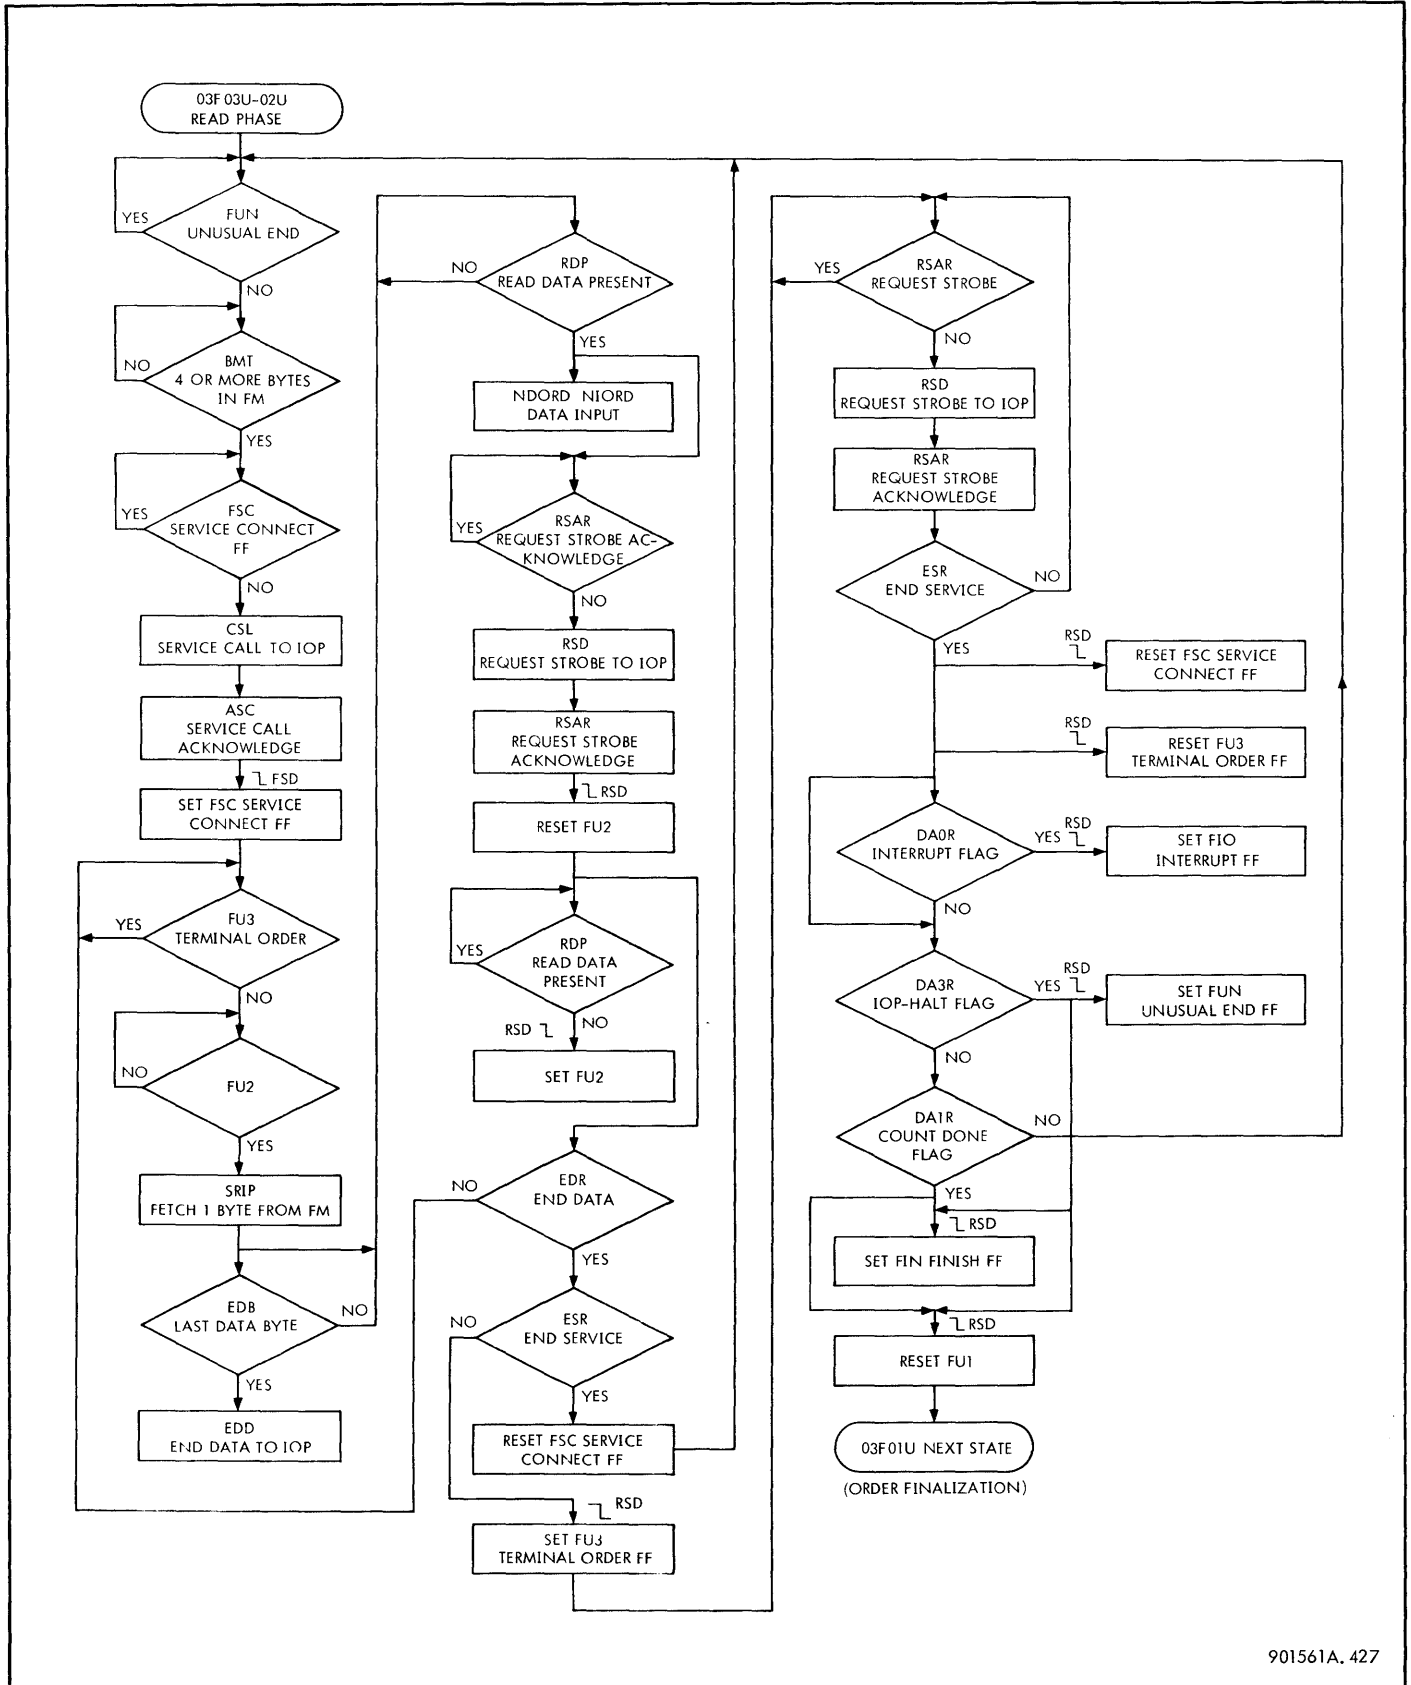 03F 03U-02U
READ PHASE
FUN
UNUSUAL END
YES
NO
BMT
4 OR MORE BYTES
IN FM
NO
YES
FSC
SERVICE CONNECT
FF
YES
NO
CSL
SERVICE CALL TO IOP
ASC
SERVICE CALL
ACKNOWLEDGE
FSD
SET FSC SERVICE
CONNECT FF
FU3
TERMINAL ORDER
YES
NO
FU2
NO
YES
SRIP
FETCH 1 BYTE FROM FM
EDB
LAST DATA BYTE
NO
YES
EDD
END DATA TO IOP
RDP
READ DATA PRESENT
NO
YES
NDORD NIORD
DATA INPUT
RSAR
REQUEST STROBE AC-
KNOWLEDGE
YES
NO
RSD
REQUEST STROBE TO IOP
RSAR
REQUEST STROBE
ACKNOWLEDGE
RSD
RESET FU2
RDP
READ DATA
PRESENT
YES
NO
RSD
SET FU2
EDR
END DATA
NO
YES
ESR
END SERVICE
NO
YES
RESET FSC SERVICE
CONNECT FF
RSD
SET FU3
TERMINAL ORDER FF
RSAR
REQUEST STROBE
YES
NO
RSD
REQUEST STROBE TO IOP
RSAR
REQUEST STROBE
ACKNOWLEDGE
ESR
END SERVICE
NO
YES
RSD
RESET FSC SERVICE
CONNECT FF
RSD
RESET FU3
TERMINAL ORDER FF
DA0R
INTERRUPT FLAG
YES
RSD
SET FIO
INTERRUPT FF
NO
DA3R
IOP-HALT FLAG
YES
RSD
SET FUN
UNUSUAL END FF
NO
DA1R
COUNT DONE
FLAG
NO
YES
RSD
SET FIN FINISH FF
RSD
RESET FU1
03F01U NEXT STATE
(ORDER FINALIZATION)
901561A. 427